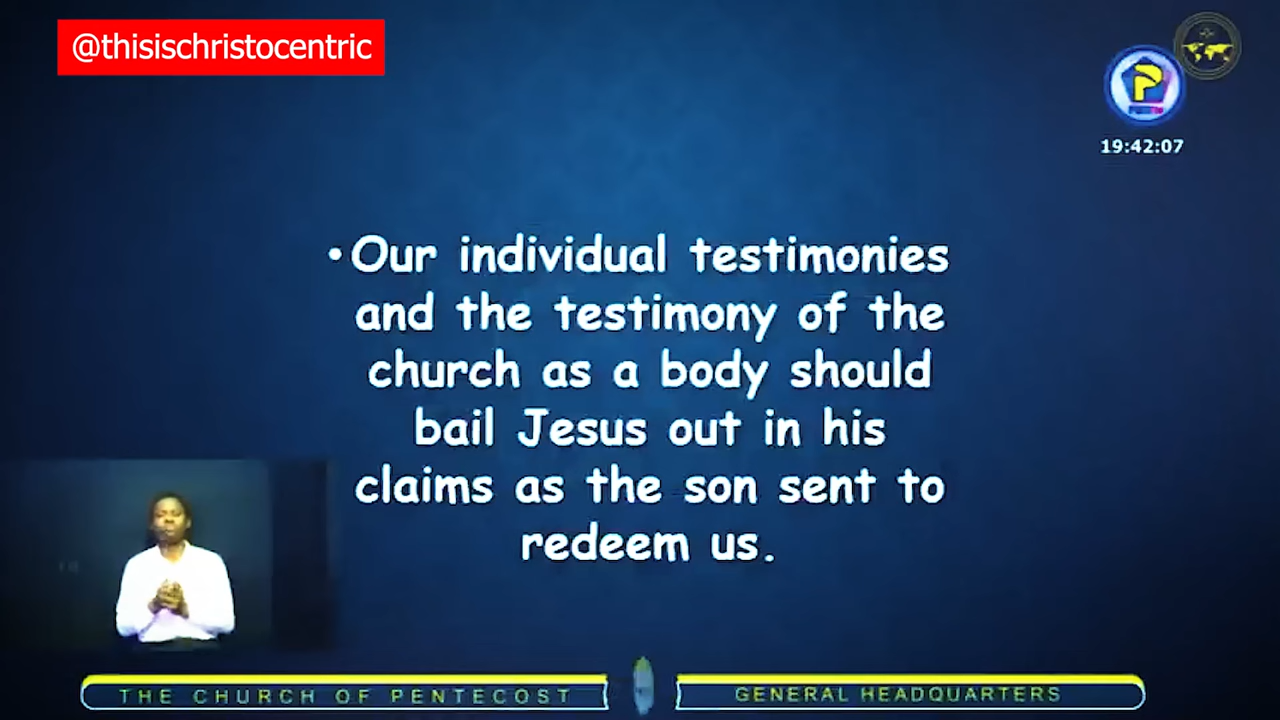 @thisischristocentric
P
19:42:07
•Our individual testimonies
and the testimony of the
church as a body should
bail Jesus out in his
claims as the son sent to
redeem us.
THE CHURCH OF PENTECOST
GENERAL HEADQUARTERS